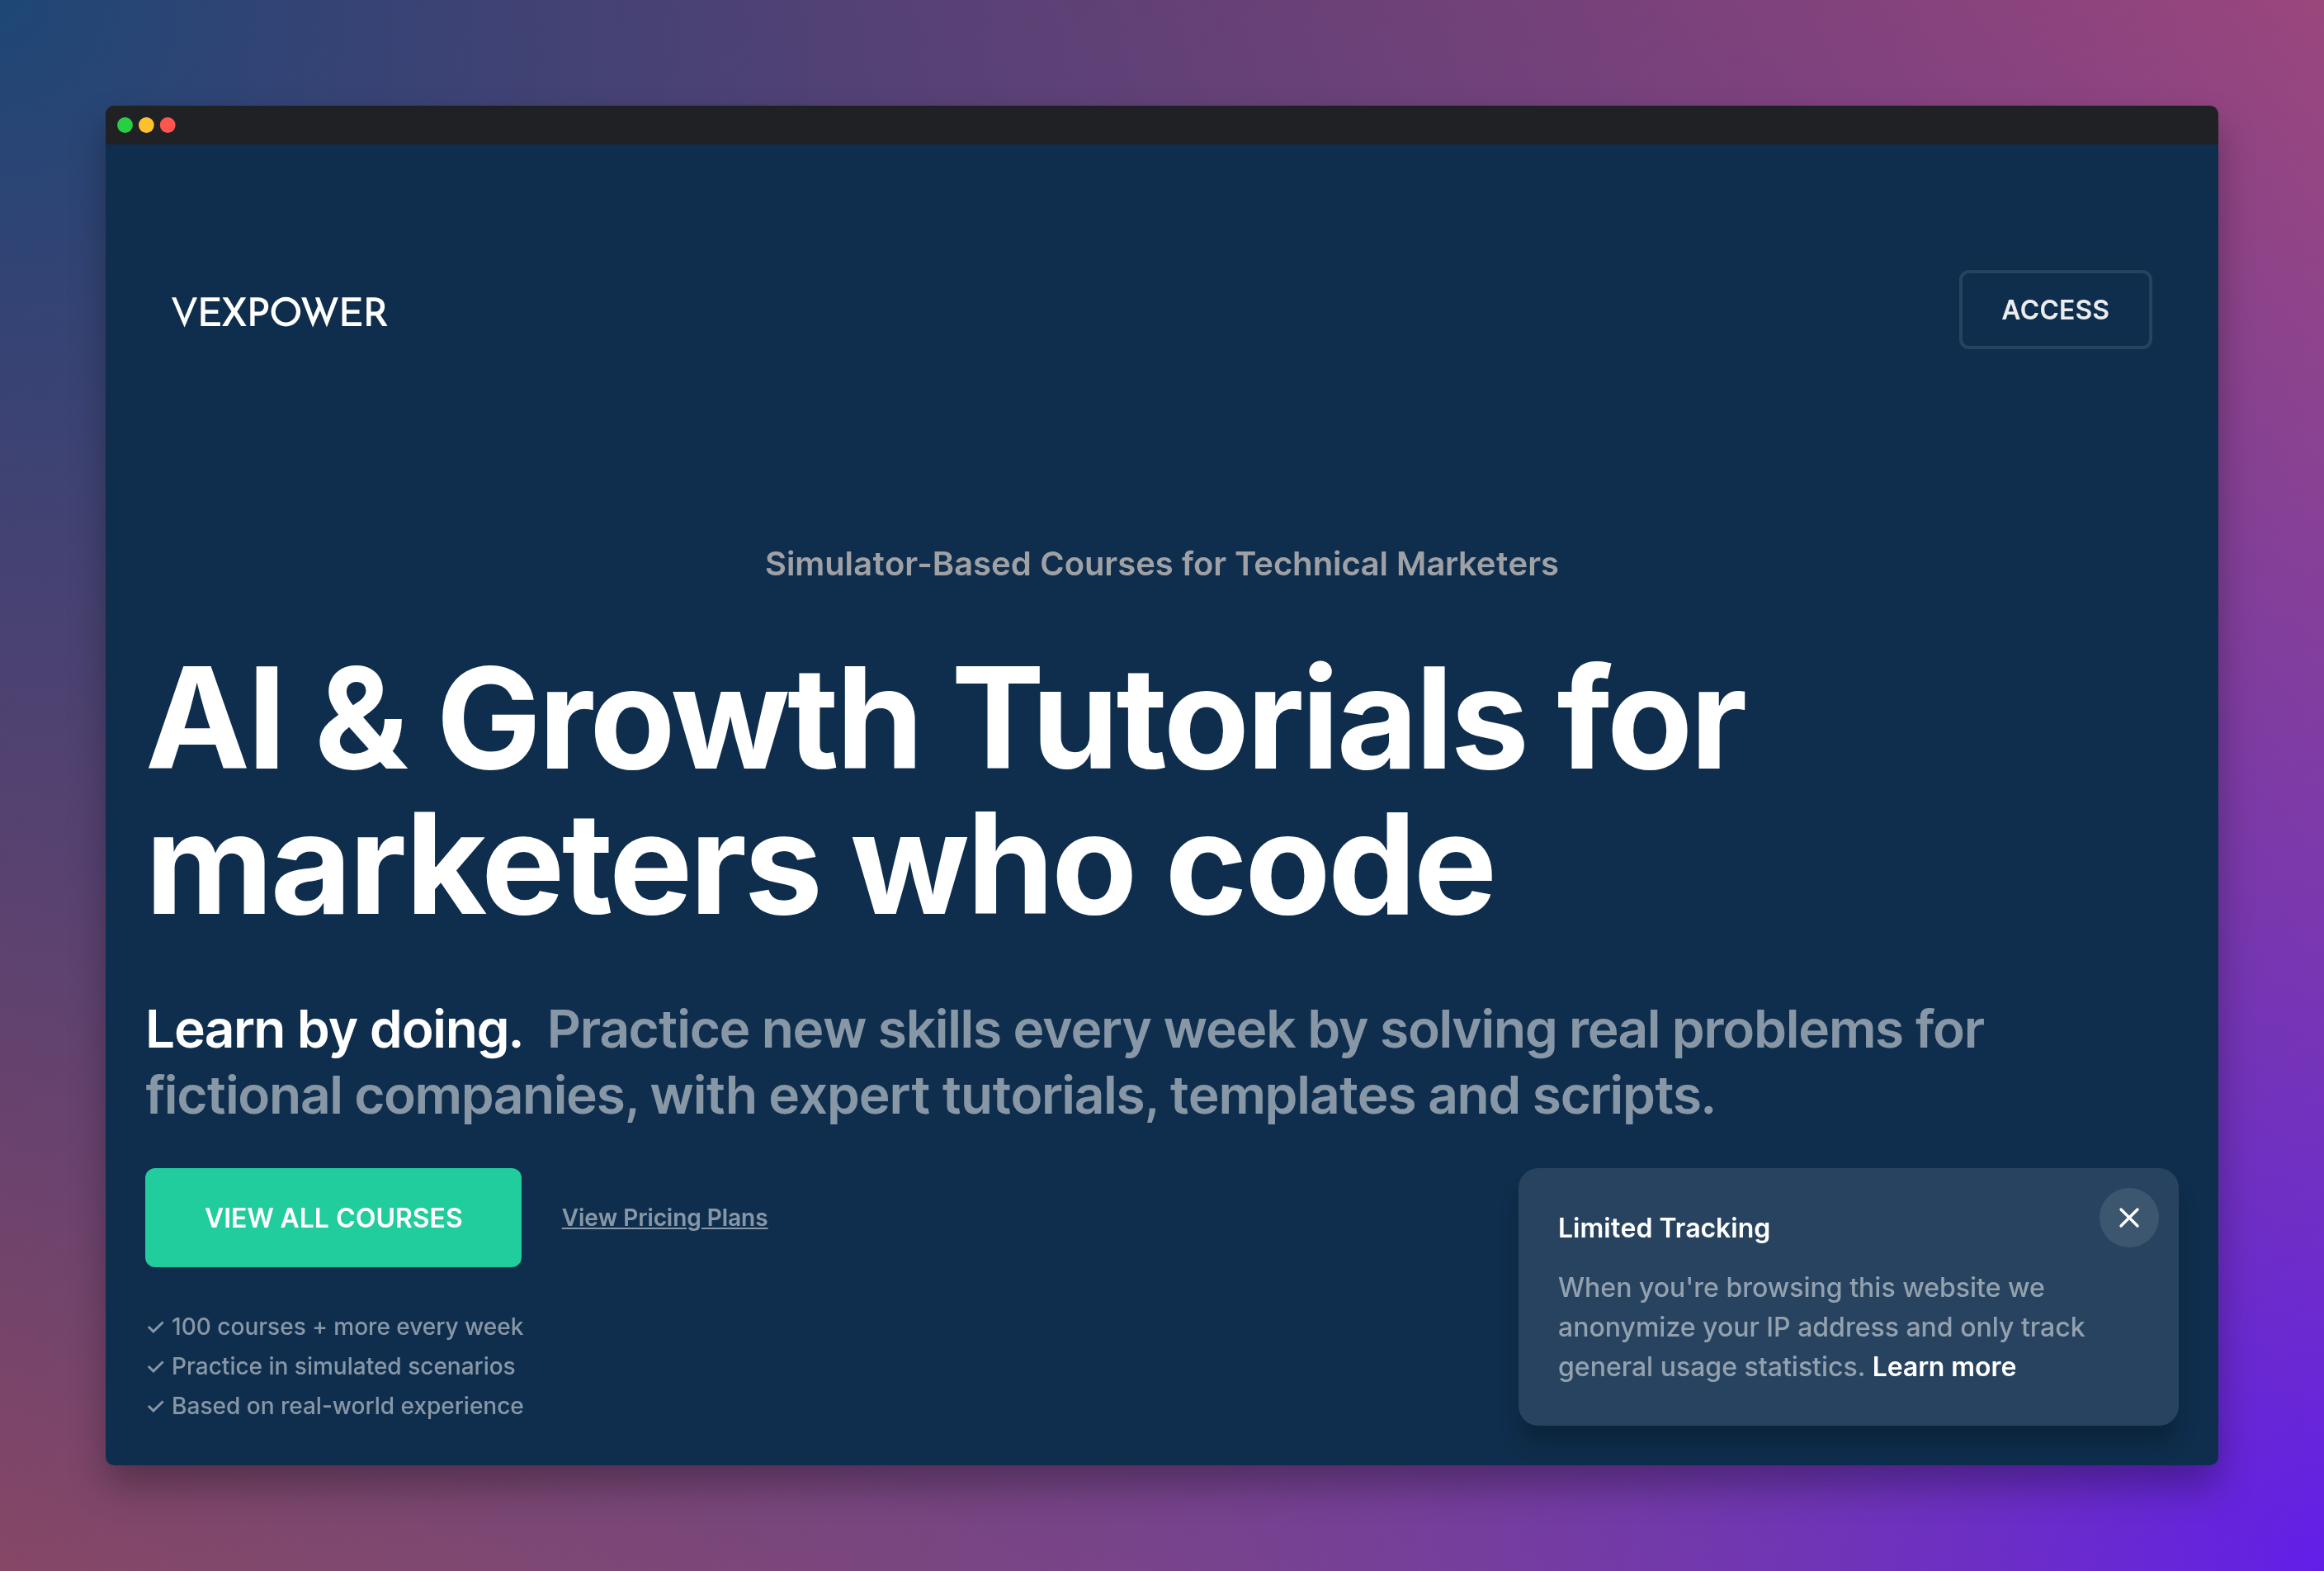 VEXPOWER
ACCESS
Simulator-Based Courses for Technical Marketers
AI & Growth Tutorials for
marketers who code
Learn by doing. Practice new skills every week by solving real problems for
fictional companies, with expert tutorials, templates and scripts.
VIEW ALL COURSES
View Pricing Plans
✓ 100 courses + more every week
✓ Practice in simulated scenarios
✓ Based on real-world experience
Limited Tracking
When you're browsing this website we
anonymize your IP address and only track
general usage statistics. Learn more